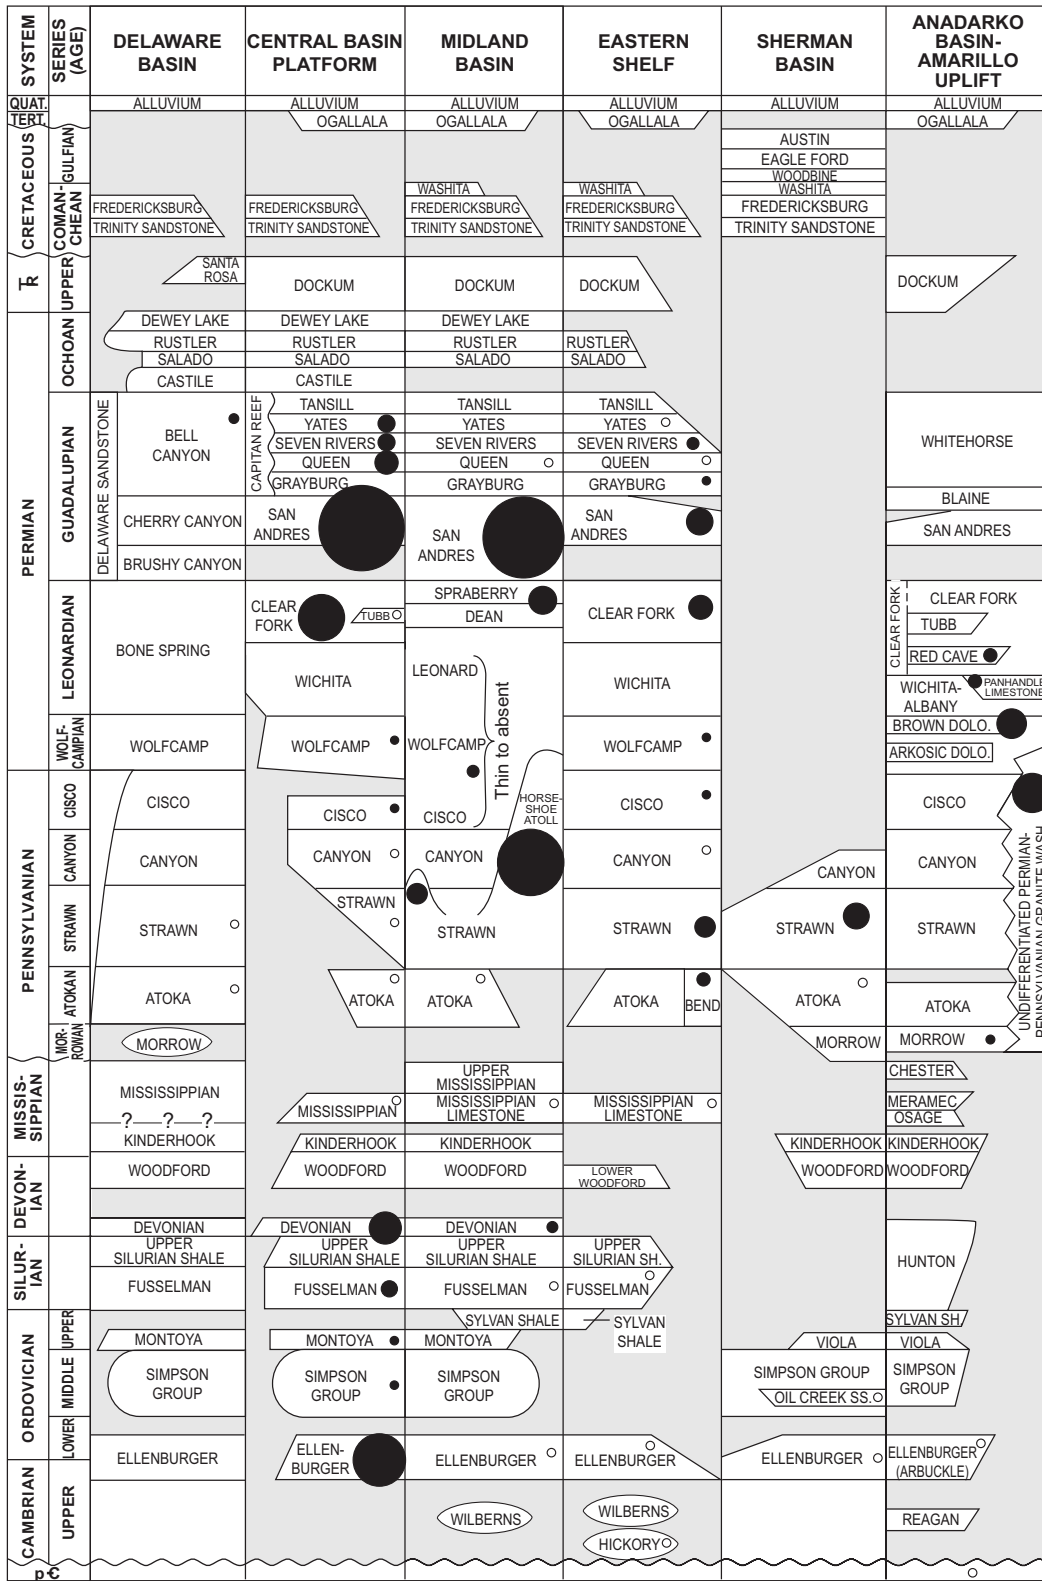 SYSTEM
SERIES (AGE)
DELAWARE BASIN
CENTRAL BASIN PLATFORM
MIDLAND BASIN
EASTERN SHELF
SHERMAN BASIN
ANADARKO BASIN-AMARILLO UPLIFT
QUAT.
ALLUVIUM ALLUVIUM ALLUVIUM ALLUVIUM ALLUVIUM ALLUVIUM
TERT.
OGALLALA OGALLALA OGALLALA OGALLALA
CRETACEOUS
GULFIAN
AUSTIN
EAGLE FORD
WOODBINE
COMAN-CHEAN
WASHITA WASHITA WASHITA
FREDERICKSBURG FREDERICKSBURG FREDERICKSBURG FREDERICKSBURG FREDERICKSBURG
TRINITY SANDSTONE TRINITY SANDSTONE TRINITY SANDSTONE TRINITY SANDSTONE TRINITY SANDSTONE
TR
UPPER
SANTA ROSA
DOCKUM DOCKUM DOCKUM DOCKUM
PERMIAN
OCHOAN
DEWEY LAKE DEWEY LAKE DEWEY LAKE
RUSTLER RUSTLER RUSTLER RUSTLER
SALADO SALADO SALADO SALADO
CASTILE CASTILE
GUADALUPIAN
DELAWARE SANDSTONE
BELL CANYON
CAPITAN REEF
TANSILL TANSILL TANSILL
YATES YATES YATES
SEVEN RIVERS SEVEN RIVERS SEVEN RIVERS
WHITEHORSE
QUEEN QUEEN QUEEN
GRAYBURG GRAYBURG GRAYBURG
BLAINE
CHERRY CANYON
SAN ANDRES
SAN ANDRES
SAN ANDRES
SAN ANDRES
BRUSHY CANYON
LEONARDIAN
BONE SPRING
CLEAR FORK
TUBB
SPRABERRY
DEAN
CLEAR FORK
CLEAR FORK
CLEAR FORK
TUBB
RED CAVE
WICHITA
LEONARD
Thin to absent
WICHITA
WICHITA-ALBANY
PANHANDLE LIMESTONE
WOLF-CAMPIAN
BROWN DOLO.
WOLFCAMP WOLFCAMP WOLFCAMP WOLFCAMP
ARKOSIC DOLO.
PENNSYLVANIAN
CISCO
CISCO CISCO CISCO CISCO CISCO
HORSE-SHOE ATOLL
UNDIFFERENTIATED PERMIAN-PENNSYLVANIAN GRANITE WASH
CANYON
CANYON CANYON CANYON CANYON CANYON CANYON
STRAWN
STRAWN STRAWN STRAWN STRAWN STRAWN STRAWN
ATOKAN
ATOKA ATOKA ATOKA ATOKA BEND ATOKA ATOKA
MOR-ROWAN
MORROW MORROW MORROW
MISSIS-SIPPIAN
MISSISSIPPIAN
? ? ?
UPPER MISSISSIPPIAN
CHESTER
MISSISSIPPIAN
MISSISSIPPIAN LIMESTONE
MISSISSIPPIAN LIMESTONE
MERAMEC
OSAGE
KINDERHOOK KINDERHOOK KINDERHOOK KINDERHOOK KINDERHOOK
DEVON-IAN
WOODFORD WOODFORD WOODFORD
LOWER WOODFORD
WOODFORD WOODFORD
DEVONIAN DEVONIAN DEVONIAN
SILUR-IAN
UPPER SILURIAN SHALE
UPPER SILURIAN SHALE
UPPER SILURIAN SHALE
UPPER SILURIAN SH.
HUNTON
FUSSELMAN FUSSELMAN FUSSELMAN FUSSELMAN
ORDOVICIAN
UPPER
SYLVAN SHALE
SYLVAN SHALE
SYLVAN SH.
MONTOYA MONTOYA MONTOYA
VIOLA VIOLA
MIDDLE
SIMPSON GROUP
SIMPSON GROUP
SIMPSON GROUP
SIMPSON GROUP
OIL CREEK SS.
SIMPSON GROUP
LOWER
ELLENBURGER
ELLEN-BURGER
ELLENBURGER
ELLENBURGER
ELLENBURGER
ELLENBURGER (ARBUCKLE)
CAMBRIAN
UPPER
WILBERNS
WILBERNS
REAGAN
HICKORY
p-Є